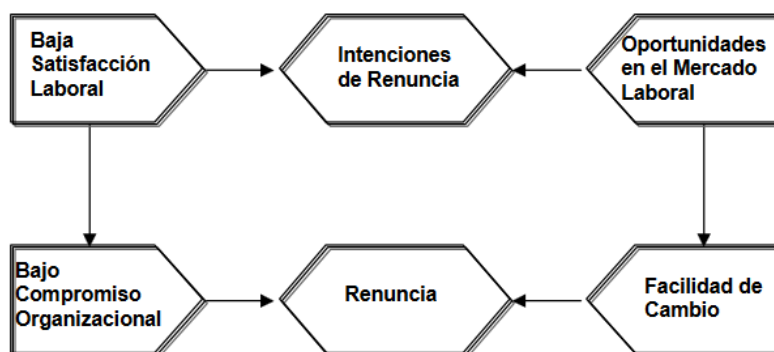 Baja
Satisfacción
Laboral
Intenciones
de Renuncia
Oportunidades
en el Mercado
Laboral
Bajo
Compromiso
Organizacional
Renuncia
Facilidad de
Cambio